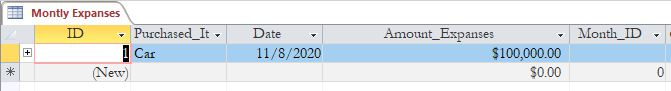 Montly Expanses
ID Purchased_It Date Amount_Expanses Month_ID
1 Car 11/8/2020 $100,000.00
(New) $0.00 0